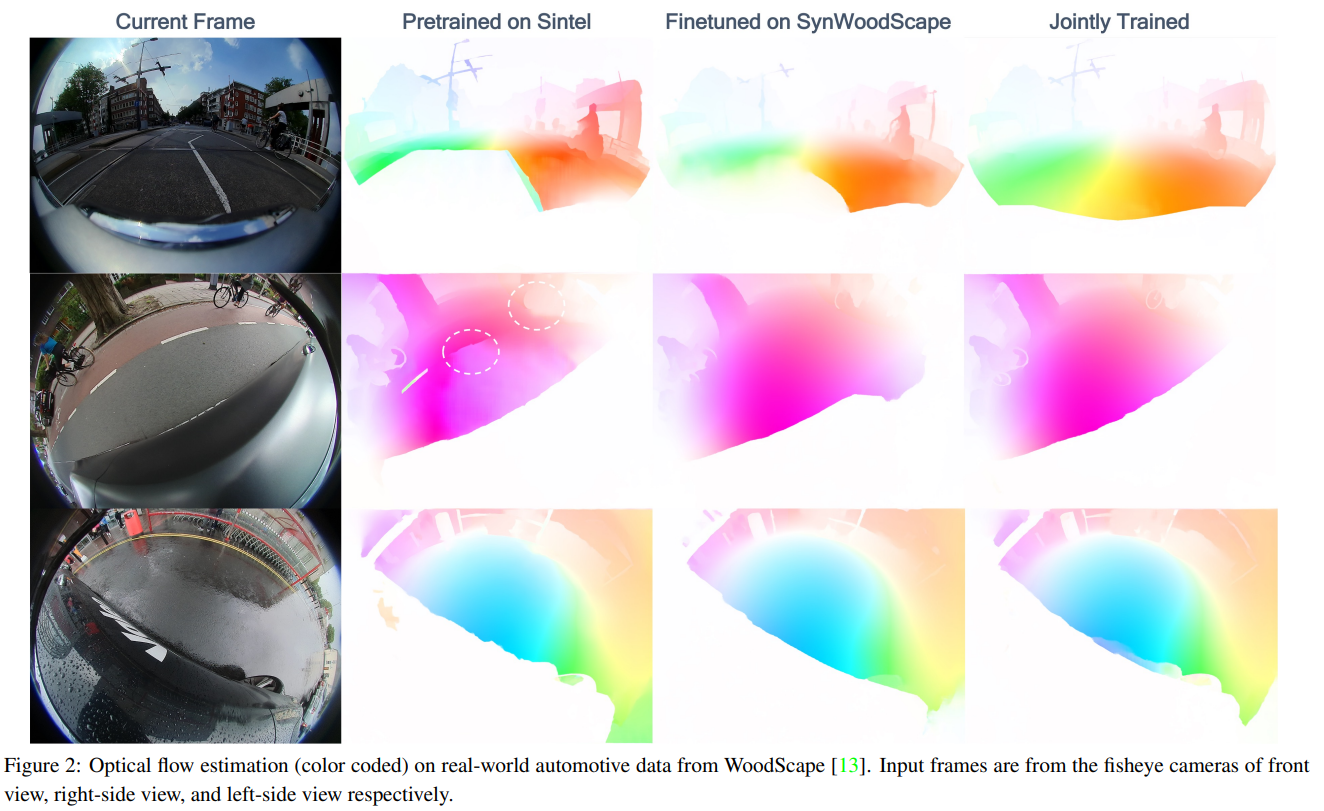 Current Frame
Pretrained on Sintel
Finetuned on SynWoodScape
Jointly Trained
Figure 2: Optical flow estimation (color coded) on real-world automotive data from WoodScape [13]. Input frames are from the fisheye cameras of front
view, right-side view, and left-side view respectively.